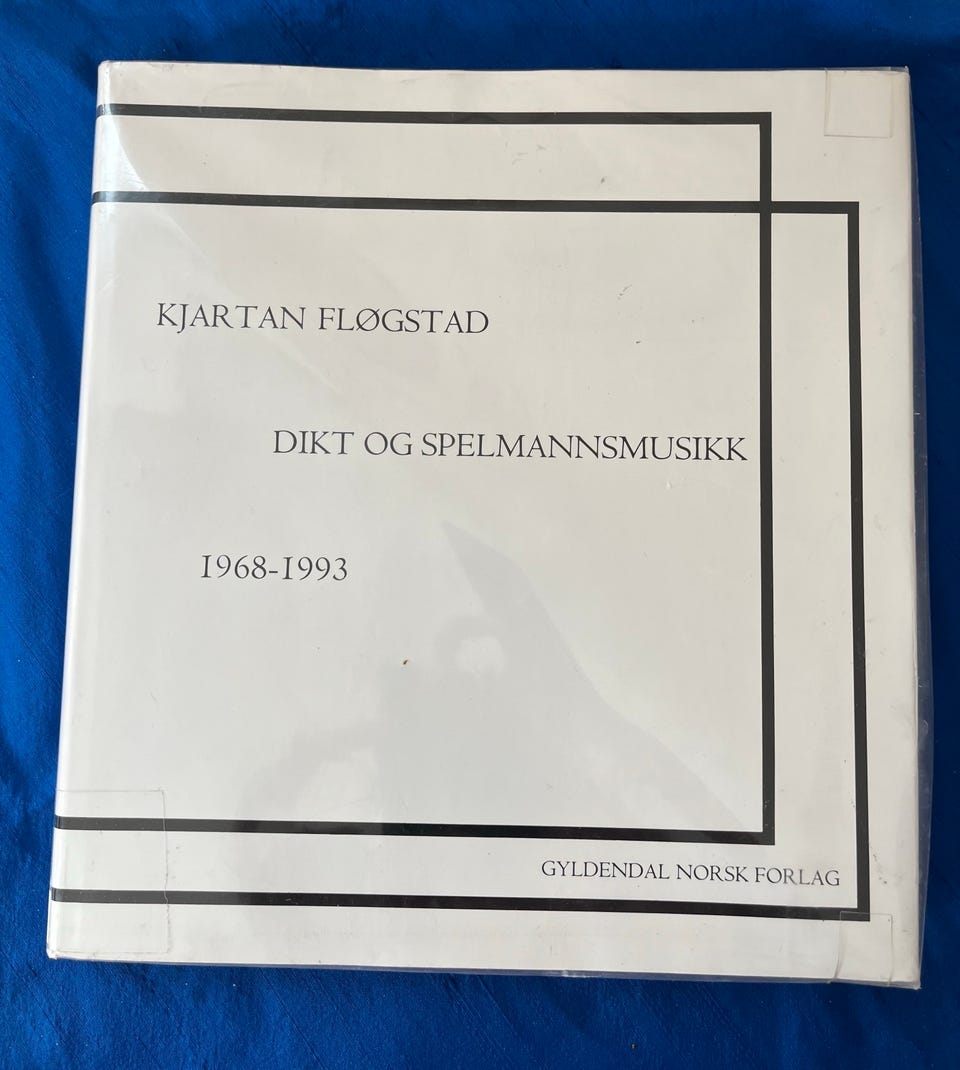 KJARTAN FLØGSTAD
DIKT OG SPELMANNSMUSIKK
1968-1993
GYLDENDAL NORSK FORLAG